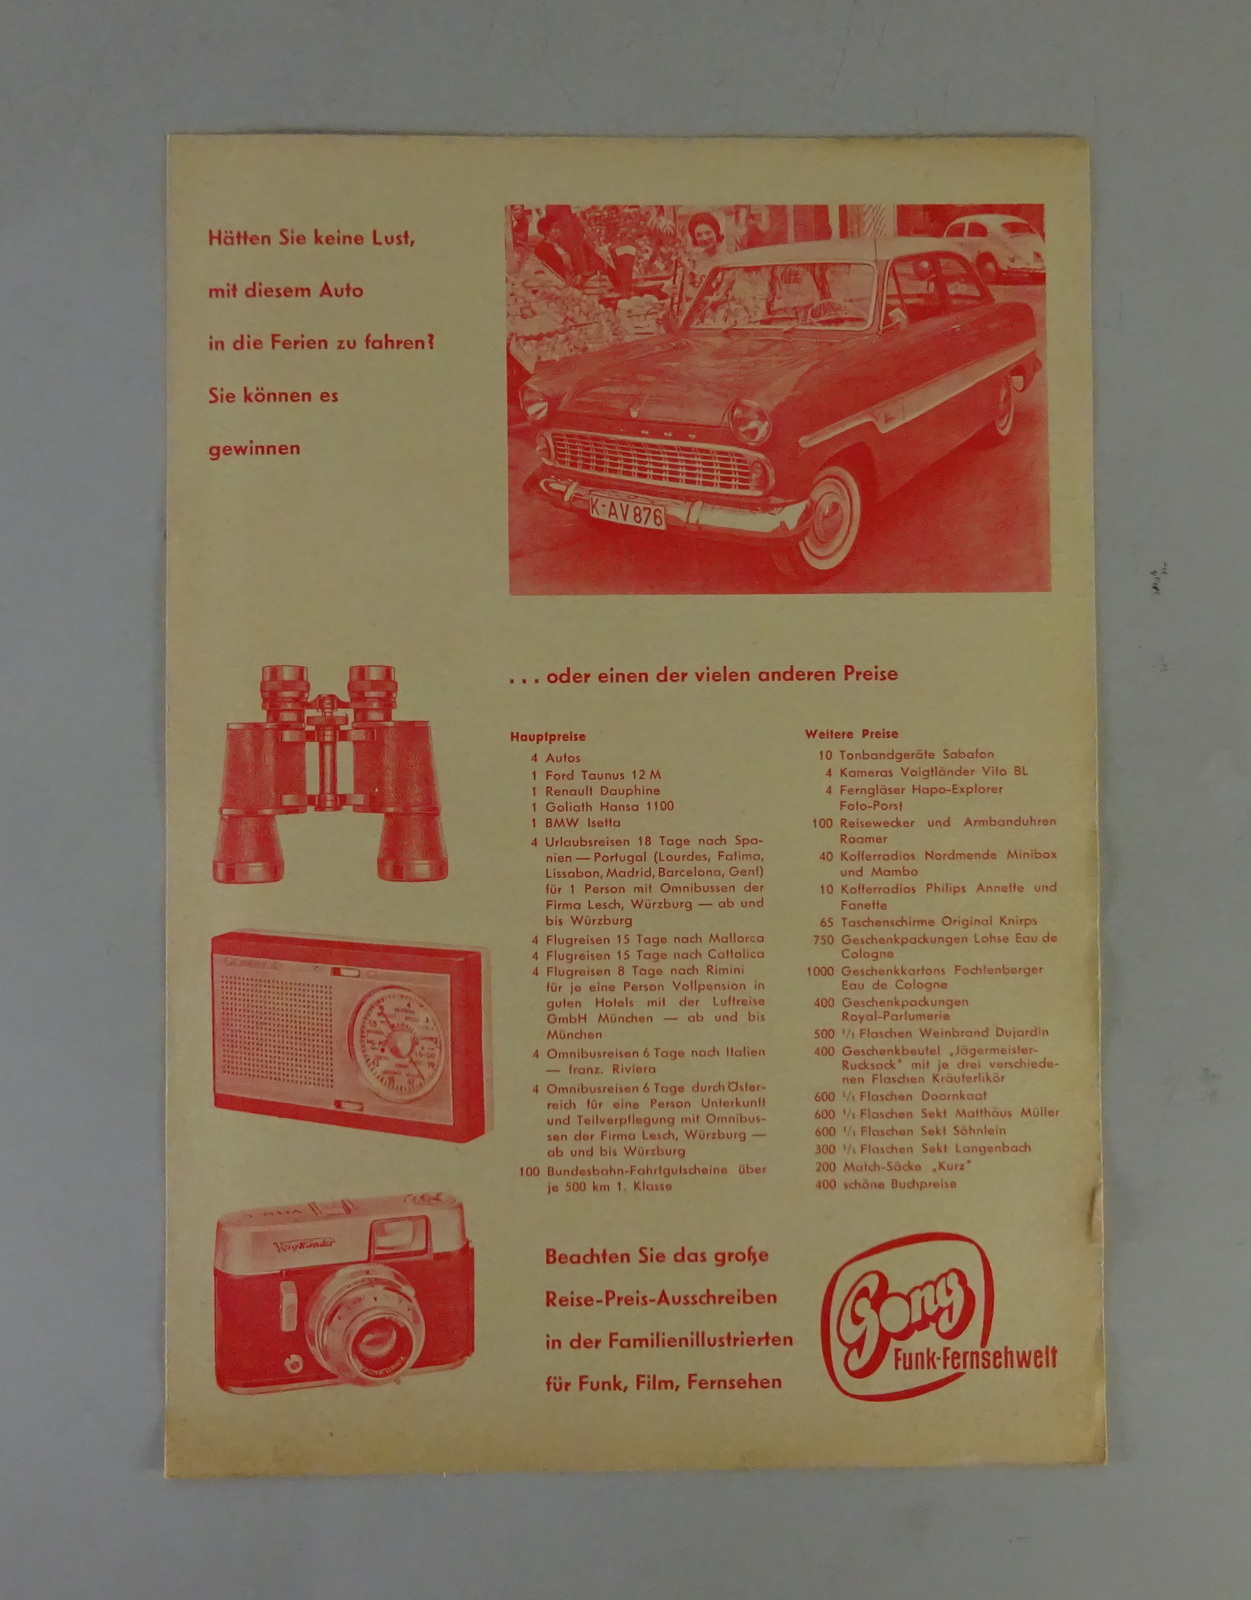 Hätten Sie keine Lust,
mit diesem Auto
in die Ferien zu fahren?
Sie können es
gewinnen
K-AV 876
... oder einen der vielen anderen Preise
Hauptpreise
4 Autos
1 Ford Taunus 12 M
1 Renault Dauphine
1 Goliath Hansa 1100
1 BMW Isetta
4 Urlaubsreisen 18 Tage nach Spa-
nien — Portugal (Lourdes, Fatima,
Lissabon, Madrid, Barcelona, Genf)
für 1 Person mit Omnibussen der
Firma Lesch, Würzburg — ab und
bis Würzburg
4 Flugreisen 15 Tage nach Mallorca
4 Flugreisen 15 Tage nach Cattolica
4 Flugreisen 8 Tage nach Rimini
für je eine Person Vollpension in
guten Hotels mit der Luftreise
GmbH München — ab und bis
München
4 Omnibusreisen 6 Tage nach Italien
— franz. Riviera
4 Omnibusreisen 6 Tage durch Öster-
reich für eine Person Unterkunft
und Teilverpflegung mit Omnibus-
sen der Firma Lesch, Würzburg —
ab und bis Würzburg
100 Bundesbahn-Fahrtgutscheine über
je 500 km 1. Klasse
Weitere Preise
10 Tonbandgeräte Sabafon
4 Kameras Voigtländer Vito BL
4 Ferngläser Hapo-Explorer
Foto-Porst
100 Reisewecker und Armbanduhren
Roamer
40 Kofferradios Nordmende Minibox
und Mambo
10 Kofferradios Philips Annette und
Fanette
65 Taschenschirme Original Knirps
750 Geschenkpackungen Lohse Eau de
Cologne
1000 Geschenkkartons Fochtenberger
Eau de Cologne
400 Geschenkpackungen
Royal-Parfumerie
500 ¹/₁ Flaschen Weinbrand Dujardin
400 Geschenkbeutel „Jägermeister-
Rucksack" mit je drei verschiede-
nen Flaschen Kräuterlikör
600 ¹/₁ Flaschen Doornkaat
600 ¹/₁ Flaschen Sekt Matthäus Müller
600 ¹/₁ Flaschen Sekt Söhnlein
300 ¹/₁ Flaschen Sekt Langenbach
200 Match-Säcke „Kurz"
400 schöne Buchpreise
Voigtländer
Beachten Sie das große
Reise-Preis-Ausschreiben
in der Familienillustrierten
für Funk, Film, Fernsehen
Gong
Funk-Fernsehwelt